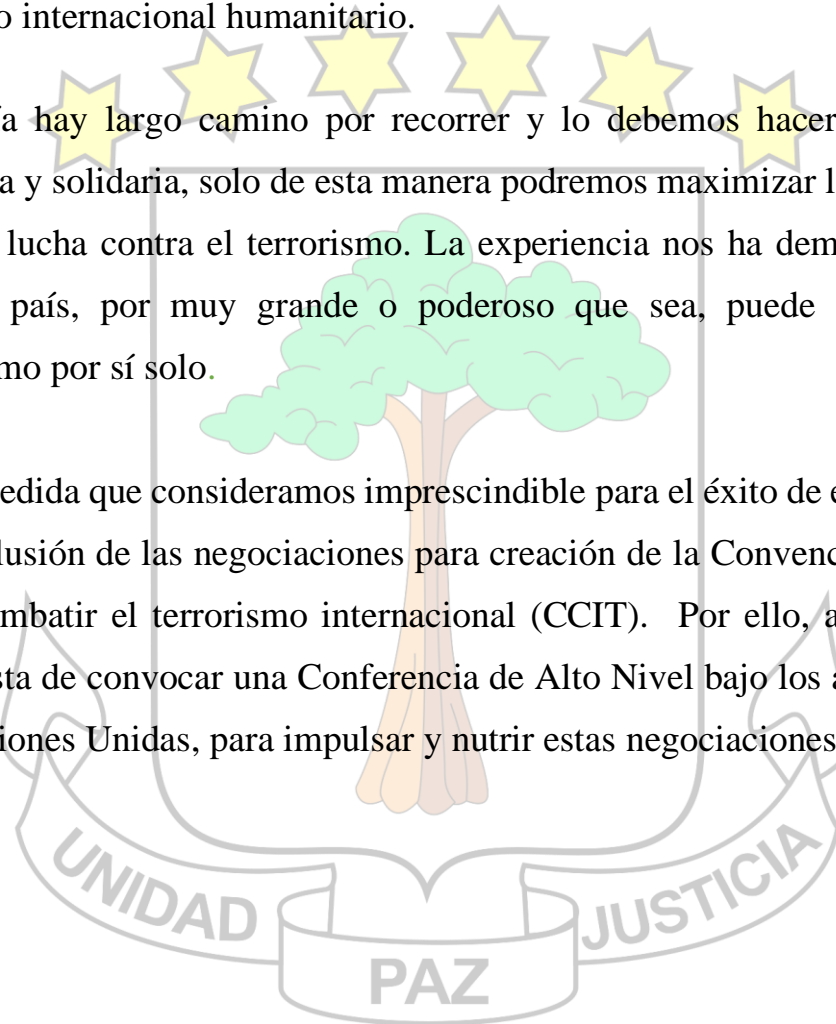 o internacional humanitario.
a hay largo camino por recorrer y lo debemos hacer
a y solidaria, solo de esta manera podremos maximizar l
lucha contra el terrorismo. La experiencia nos ha dem
país, por muy grande o poderoso que sea, puede
mo por sí solo.
edida que consideramos imprescindible para el éxito de e
lusión de las negociaciones para creación de la Convenc
mbatir el terrorismo internacional (CCIT). Por ello, a
sta de convocar una Conferencia de Alto Nivel bajo los a
iones Unidas, para impulsar y nutrir estas negociaciones
UNIDAD
PAZ
JUSTICIA